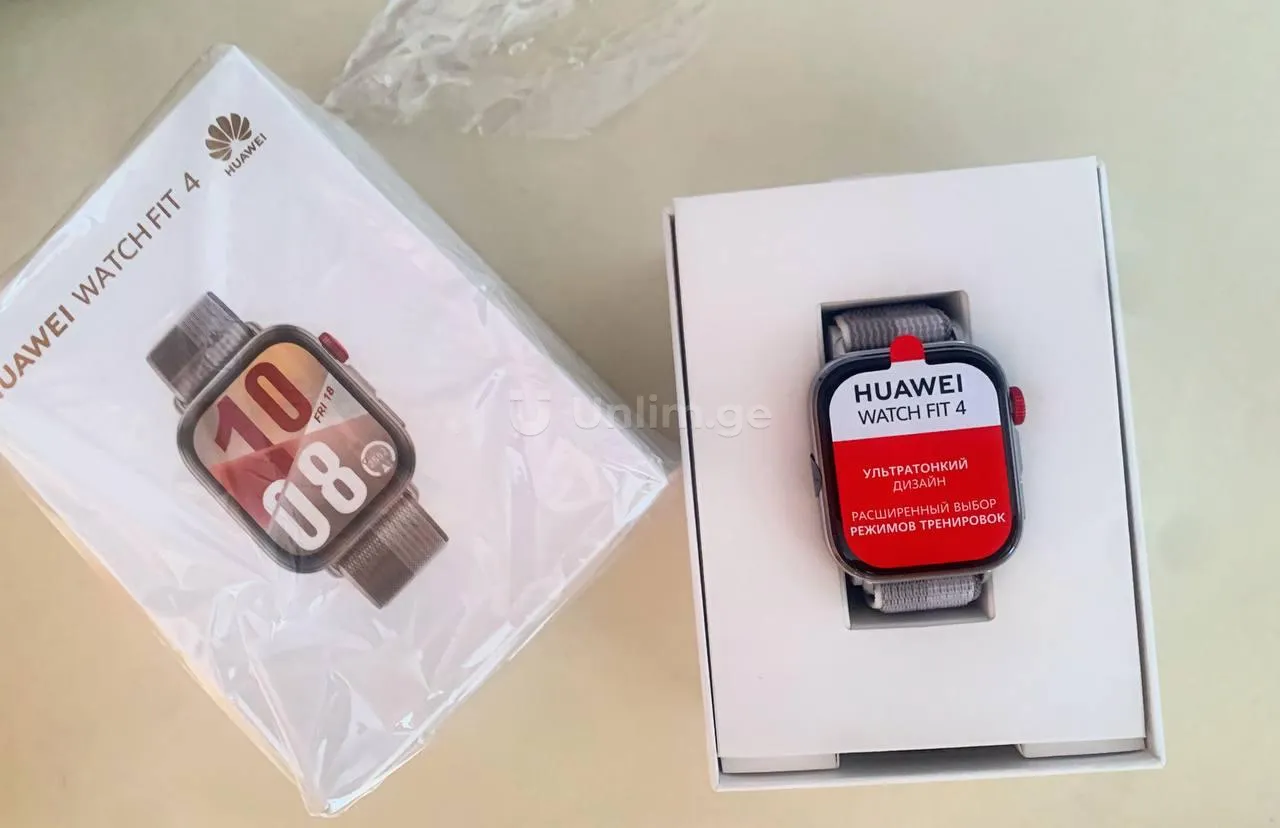 HUAWEI
HUAWEI WATCH FIT 4
10
FRI 18
08
Unlim.ge
HUAWEI
WATCH FIT 4
УЛЬТРАТОНКИЙ
ДИЗАЙН
РАСШИРЕННЫЙ ВЫБОР
РЕЖИМОВ ТРЕНИРОВОК